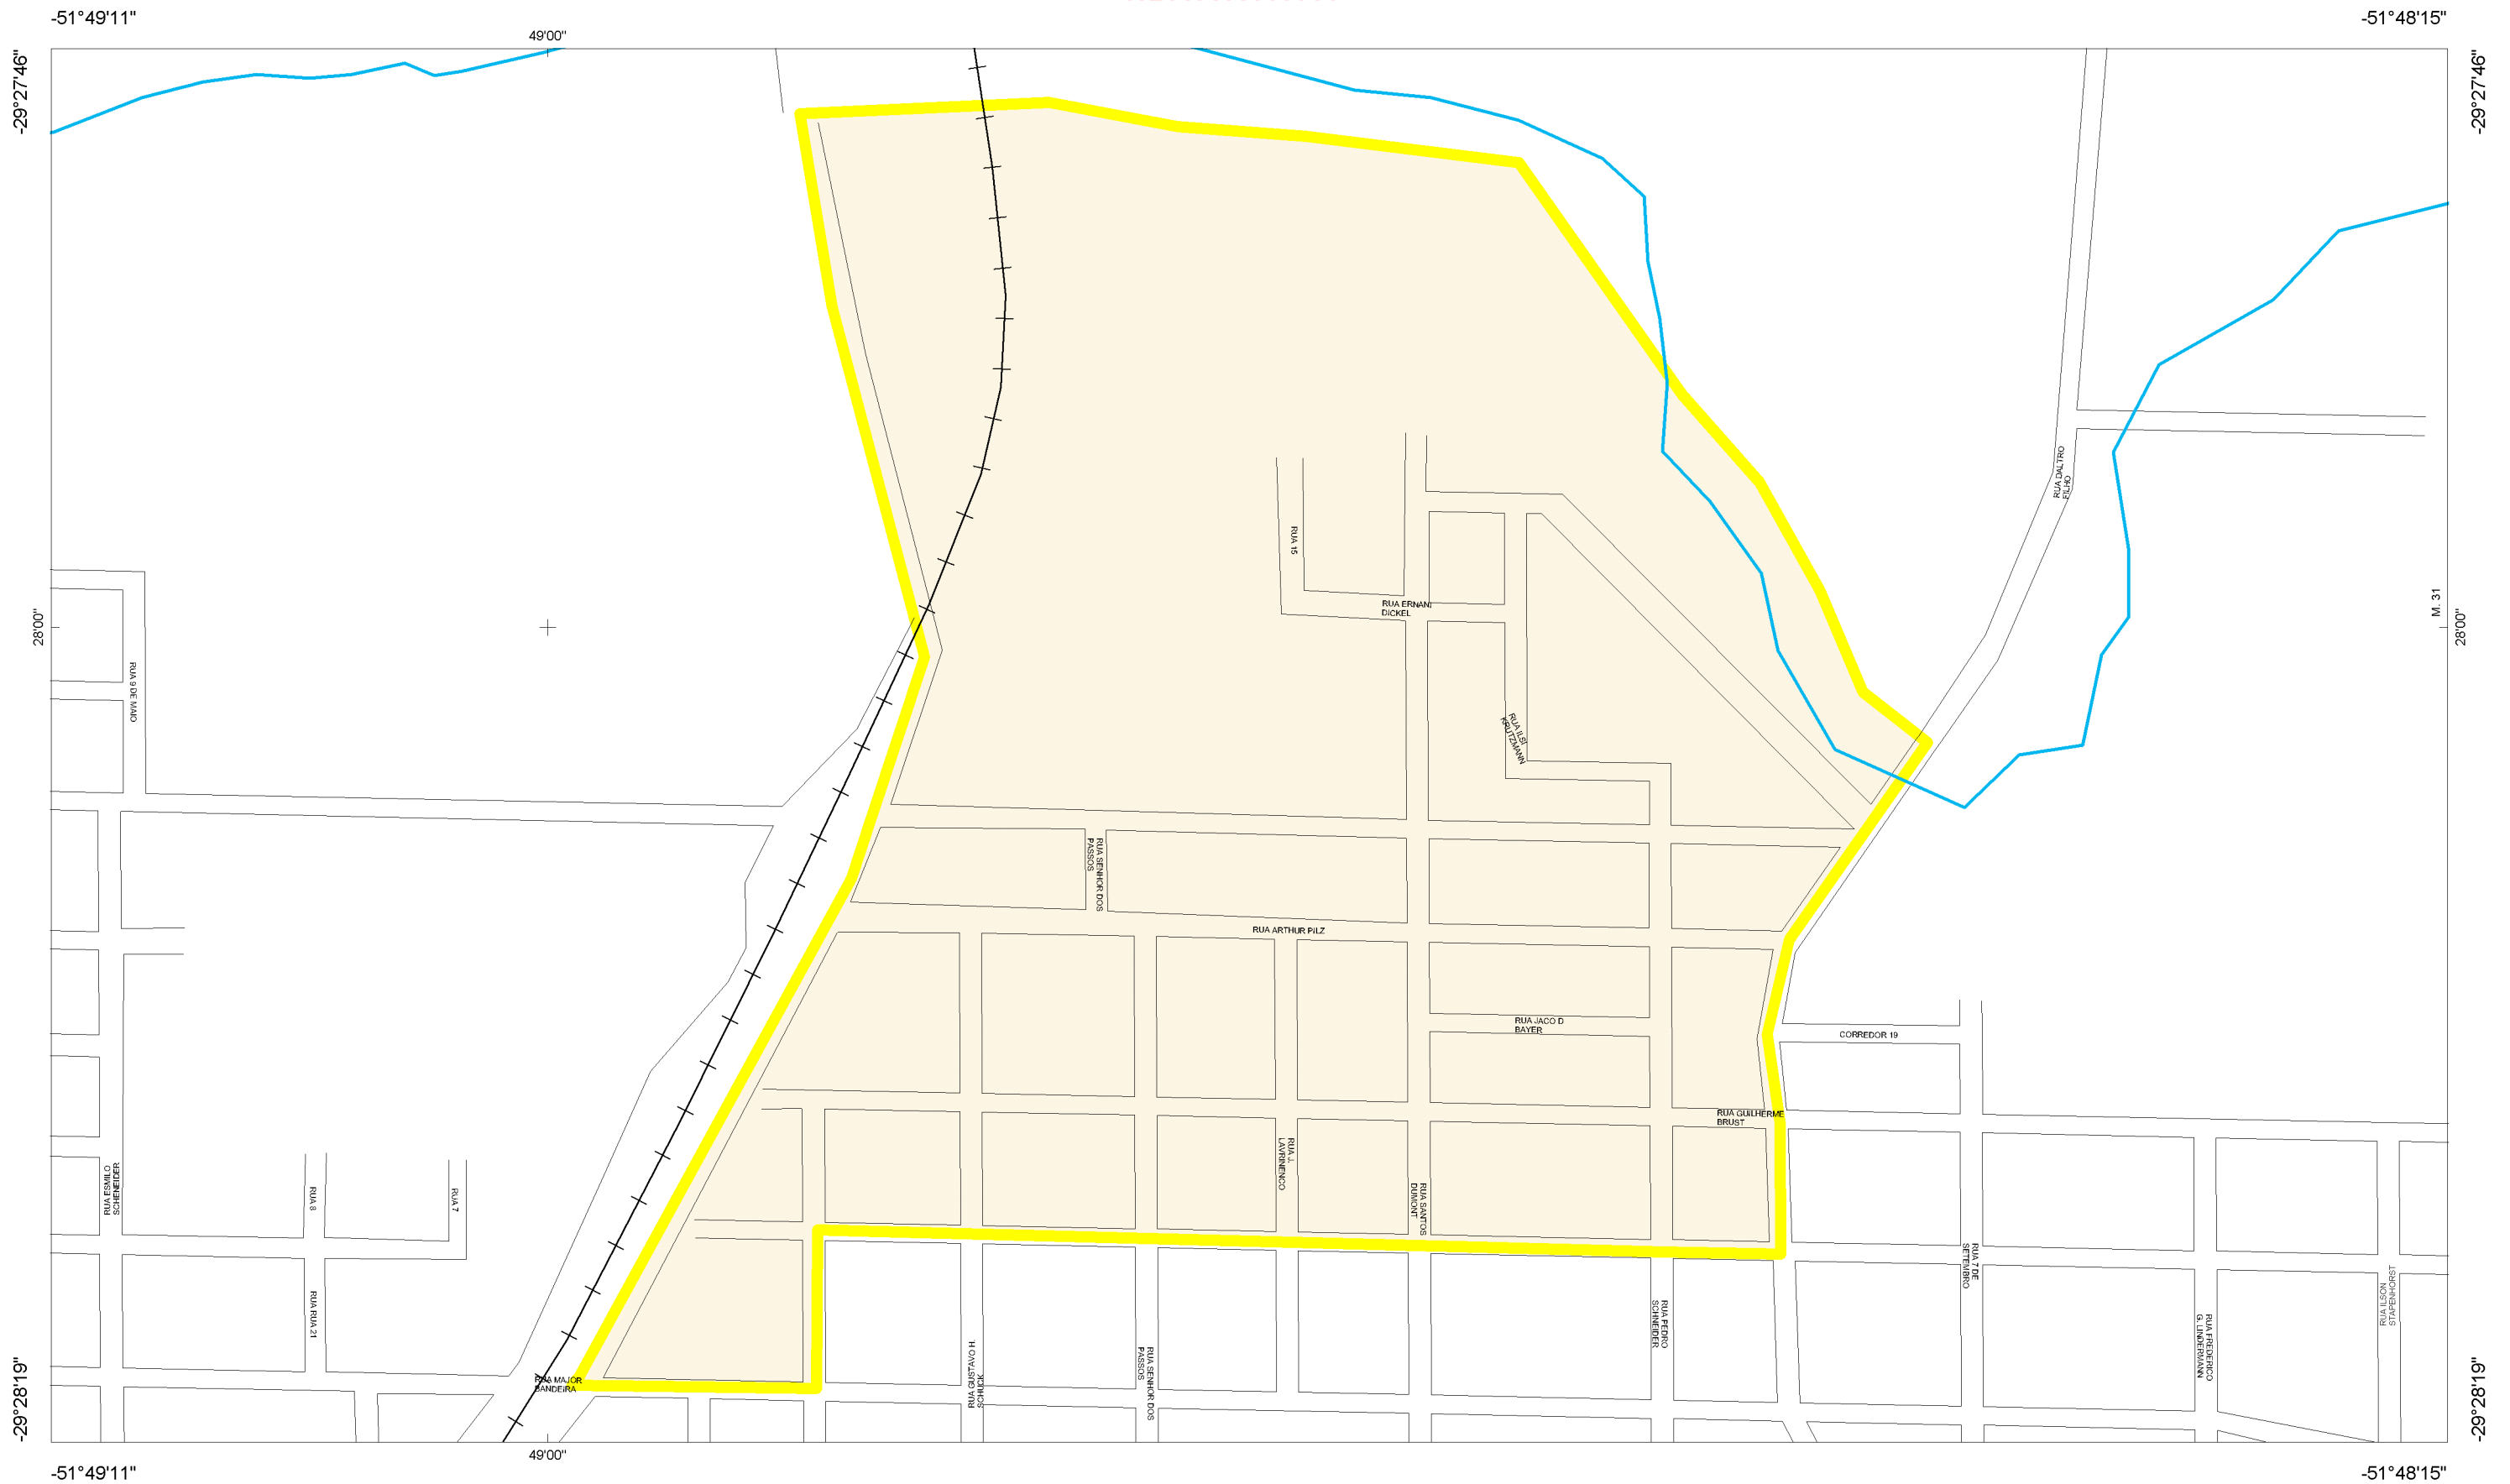 -51°49'11"
-51°48'15"
49'00"
-29°27'46"
-29°27'46"
RUA DALTRO
FILHO
RUA 15
RUA ERNANI
DICKEL
M. 31
28'00"
28'00"
RUA 9 DE MAIO
RUA ILSI
KRUTZMANN
RUA SENHOR DOS
PASSOS
RUA ARTHUR PILZ
RUA JACO D
BAYER
CORREDOR 19
RUA GUILHERME
BRUST
RUA J.
LAVRINENCO
RUA ESMILO
SCHENEIDER
RUA 8
RUA 7
RUA SANTOS
DUMONT
RUA 7 DE
SETEMBRO
RUA ILSON
STAPENHORST
RUA RUA 21
RUA PEDRO
SCHNEIDER
RUA FREDERICO
G. LINDERMANN
RUA GUSTAVO H.
SCHUCK
RUA SENHOR DOS
PASSOS
RUA MAJOR
BANDEIRA
-29°28'19"
-29°28'19"
49'00"
-51°49'11"
-51°48'15"